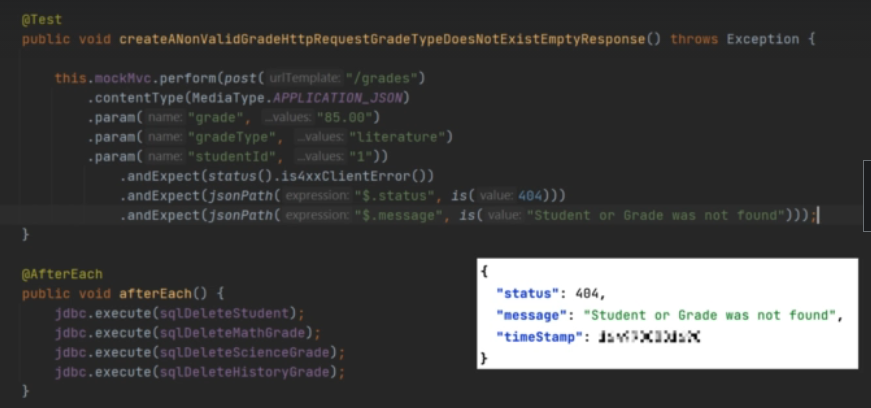 @Test
public void createANonValidGradeHttpRequestGradeTypeDoesNotExistEmptyResponse() throws Exception {
this.mockMvc.perform(post( urlTemplate: "/grades")
.contentType(MediaType.APPLICATION_JSON)
.param( name: "grade", ...values: "85.00")
.param( name: "gradeType", ...values: "literature")
.param( name: "studentId", ...values: "1"))
.andExpect(status().is4xxClientError())
.andExpect(jsonPath( expression: "$.status", is( value: 404)))
.andExpect(jsonPath( expression: "$.message", is( value: "Student or Grade was not found")));
}
@AfterEach
public void afterEach() {
jdbc.execute(sqlDeleteStudent);
jdbc.execute(sqlDeleteMathGrade);
jdbc.execute(sqlDeleteScienceGrade);
jdbc.execute(sqlDeleteHistoryGrade);
}
{
"status": 404,
"message": "Student or Grade was not found",
"timeStamp":
}